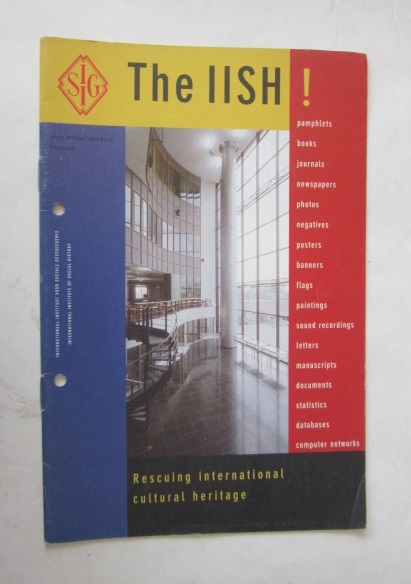 IISG
The IISH !
pamphlets
books
journals
newspapers
photos
negatives
posters
banners
flags
paintings
sound recordings
letters
manuscripts
documents
statistics
databases
computer networks
INTERNATIONAAL INSTITUUT VOOR SOCIALE GESCHIEDENIS
INTERNATIONAL INSTITUTE OF SOCIAL HISTORY
Rescuing international
cultural heritage